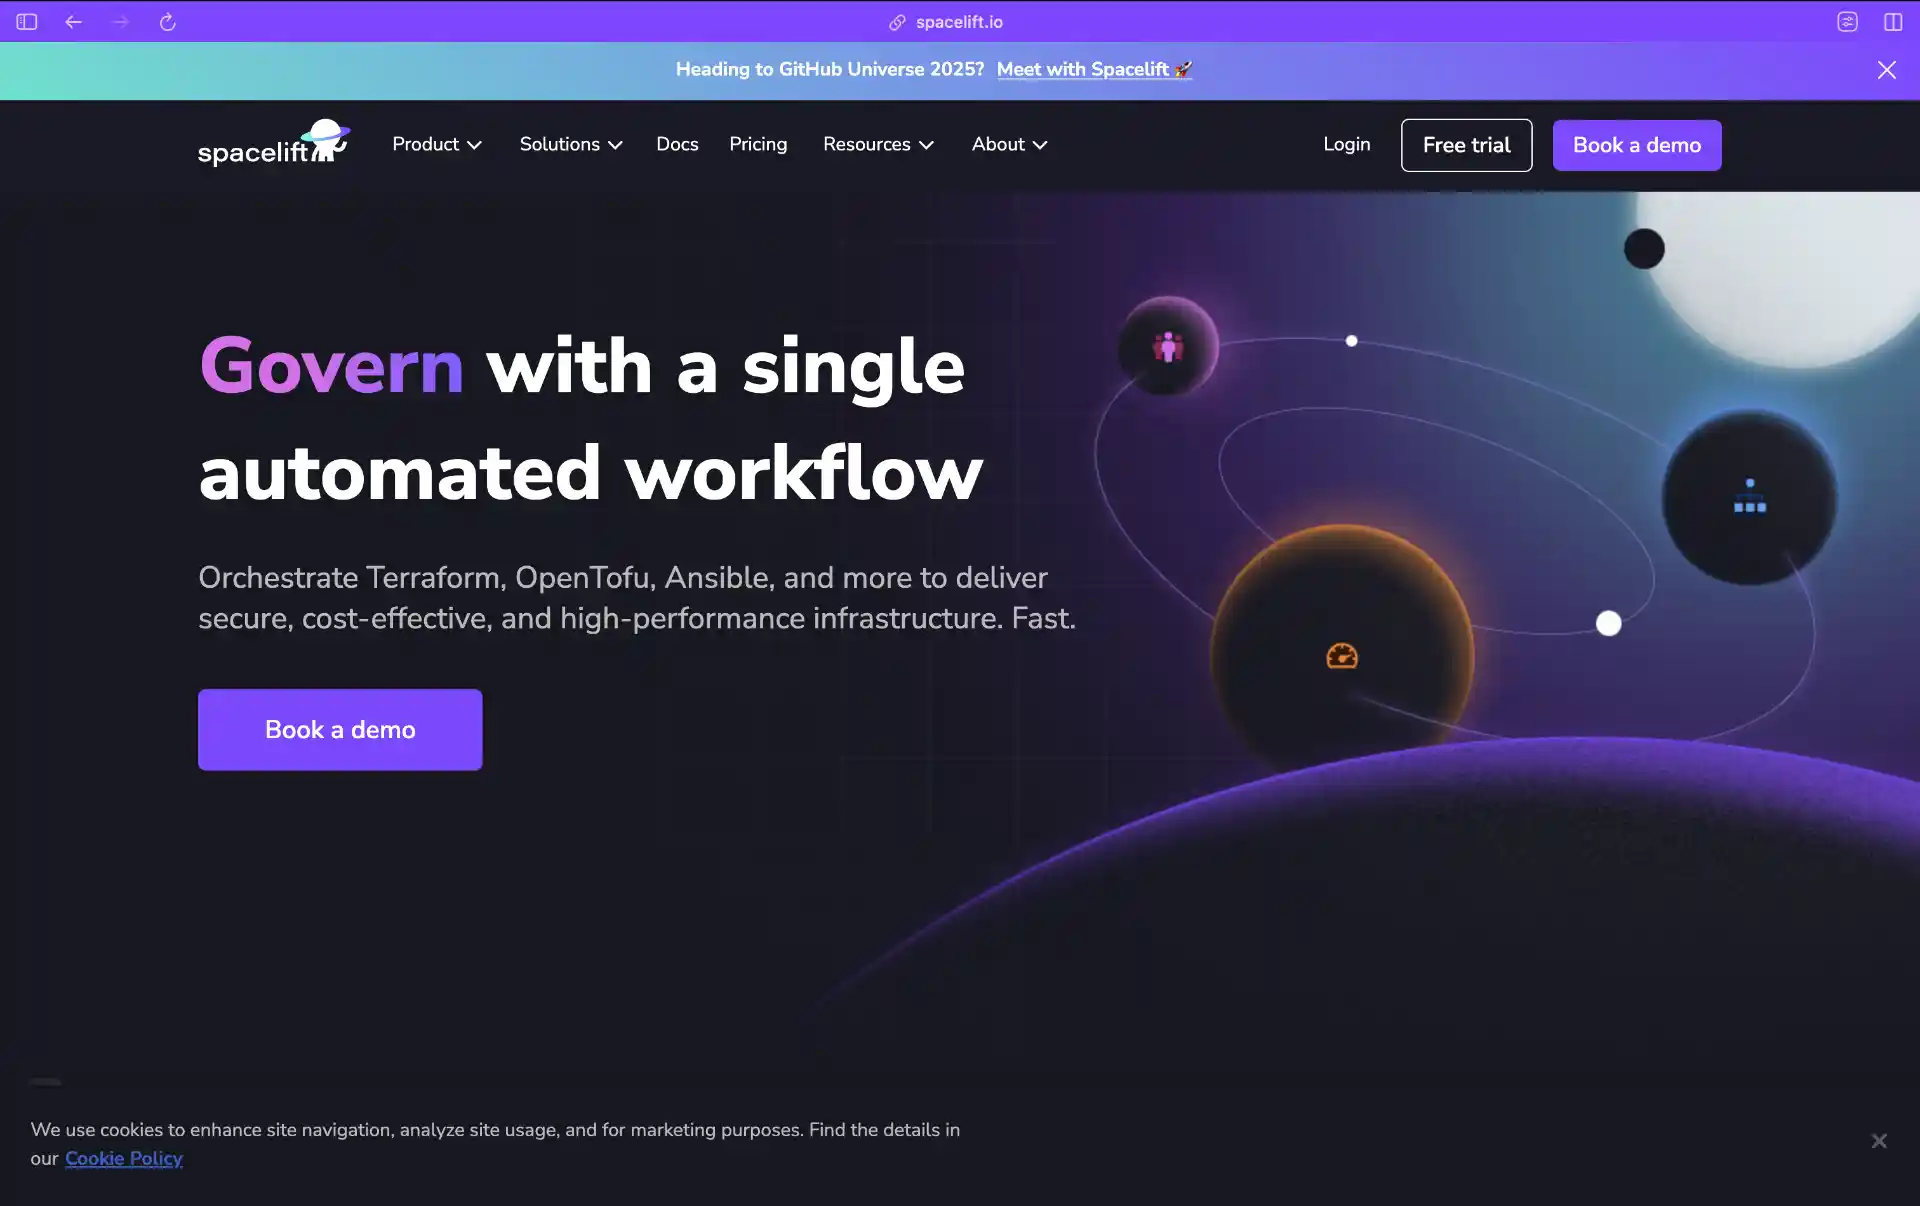 spacelift.io
Heading to GitHub Universe 2025? Meet with Spacelift 🚀
spacelift
Product
Solutions
Docs
Pricing
Resources
About
Login
Free trial
Book a demo
Govern with a single
automated workflow
Orchestrate Terraform, OpenTofu, Ansible, and more to deliver
secure, cost-effective, and high-performance infrastructure. Fast.
Book a demo
We use cookies to enhance site navigation, analyze site usage, and for marketing purposes. Find the details in
our Cookie Policy